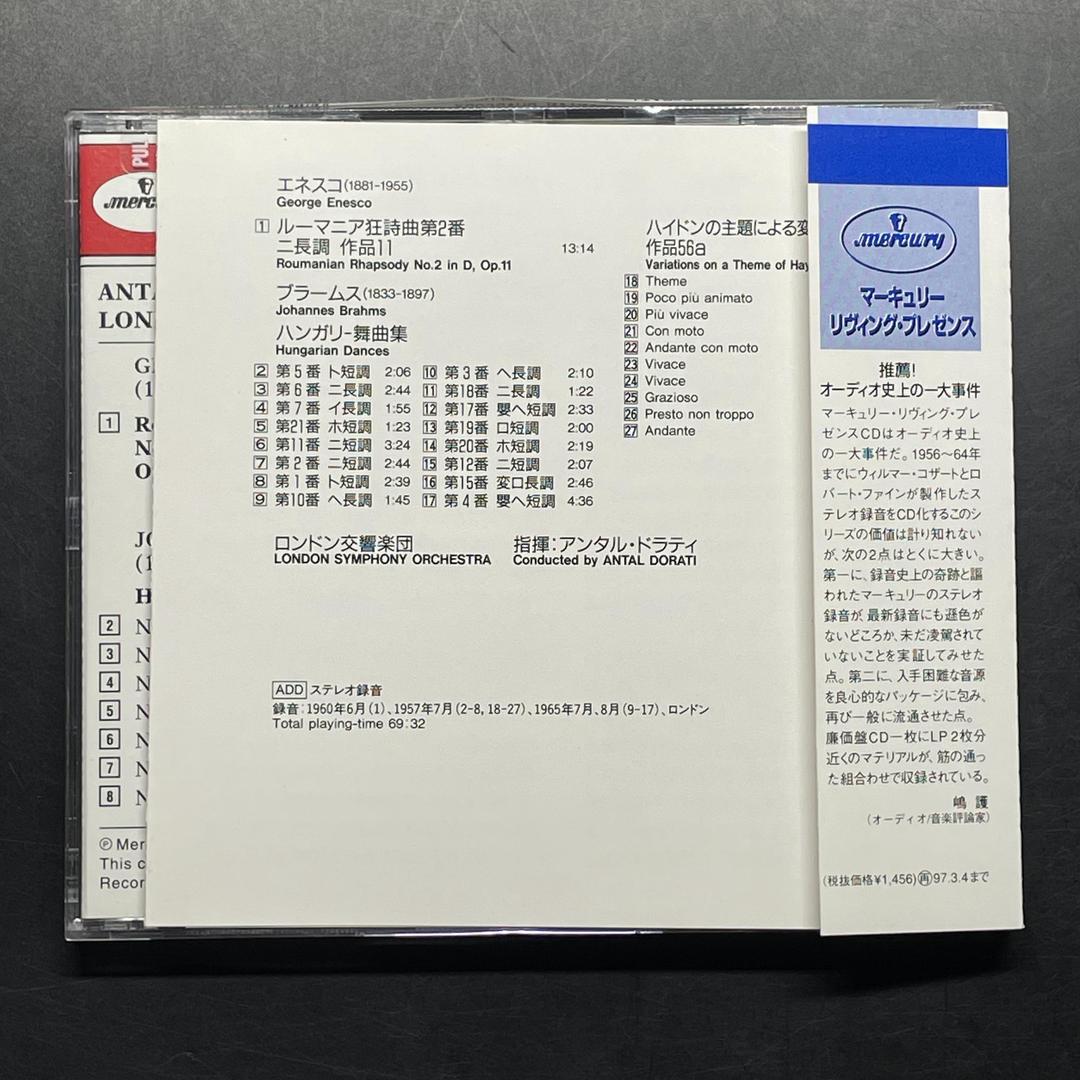 PUL
mercu
ANTA
LON
G
(1
1 R
N
O
JO
(1
H
2 N
3 N
4 N
5 N
6 N
7 N
8 N
Ⓟ Mer
This c
Recor
エネスコ(1881-1955)
George Enesco
1 ルーマニア狂詩曲第2番
ニ長調 作品11 13:14
Roumanian Rhapsody No.2 in D, Op.11
ブラームス(1833-1897)
Johannes Brahms
ハンガリー舞曲集
Hungarian Dances
2 第5番 ト短調 2:06
3 第6番 ニ長調 2:44
4 第7番 イ長調 1:55
5 第21番 ホ短調 1:23
6 第11番 ニ短調 3:24
7 第2番 ニ短調 2:44
8 第1番 ト短調 2:39
9 第10番 ヘ長調 1:45
10 第3番 ヘ長調 2:10
11 第18番 ニ長調 1:22
12 第17番 嬰ヘ短調 2:33
13 第19番 ロ短調 2:00
14 第20番 ホ短調 2:19
15 第12番 ニ短調 2:07
16 第15番 変ロ長調 2:46
17 第4番 嬰ヘ短調 4:36
ハイドンの主題による変
作品56a
Variations on a Theme of Hay
18 Theme
19 Poco più animato
20 Più vivace
21 Con moto
22 Andante con moto
23 Vivace
24 Vivace
25 Grazioso
26 Presto non troppo
27 Andante
ロンドン交響楽団
LONDON SYMPHONY ORCHESTRA
指揮:アンタル・ドラティ
Conducted by ANTAL DORATI
ADD ステレオ録音
録音:1960年6月(1)、1957年7月(2-8, 18-27)、1965年7月、8月(9-17)、ロンドン
Total playing-time 69:32
mercury
マーキュリー
リヴィング・プレゼンス
推薦!
オーディオ史上の一大事件
マーキュリー・リヴィング・プレ
ゼンスCDはオーディオ史上
の一大事件だ。1956〜64年
までにウィルマー・コザートとロ
バート・ファインが製作したス
テレオ録音をCD化するこのシ
リーズの価値は計り知れない
が、次の2点はとくに大きい。
第一に、録音史上の奇跡と謳
われたマーキュリーのステレオ
録音が、最新録音にも遜色が
ないどころか、未だ凌駕されて
いないことを実証してみせた
点。第二に、入手困難な音源
を良心的なパッケージに包み、
再び一般に流通させた点。
廉価盤CD一枚にLP2枚分
近くのマテリアルが、筋の通っ
た組合わせで収録されている。
嶋 護
(オーディオ/音楽評論家)
(税抜価格¥1,456)再97.3.4まで